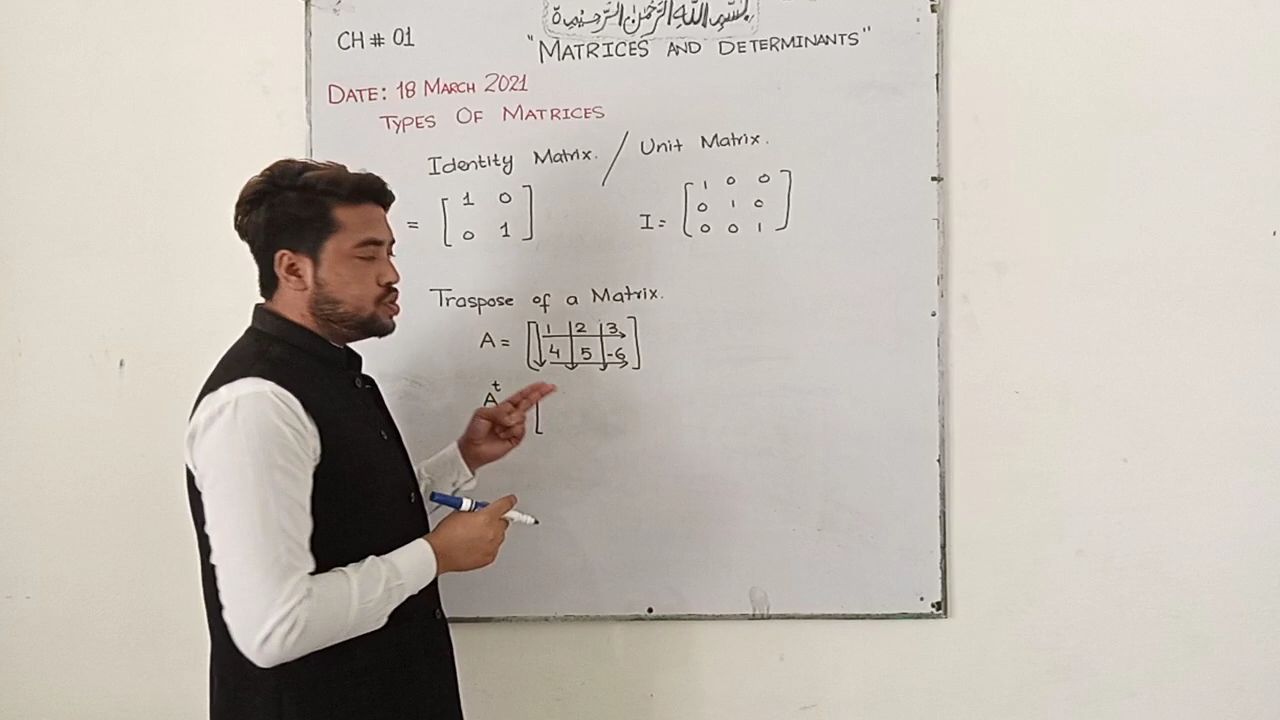 بسم الله الرحمن الرحيم
CH # 01
"MATRICES AND DETERMINANTS"
DATE: 18 MARCH 2021
TYPES OF MATRICES
Identity Matrix. / Unit Matrix.
= [ 1 0
0 1 ]
I = [ 1 0 0
0 1 0
0 0 1 ]
Traspose of a Matrix.
A = [ 1 2 3
4 5 -6 ]
A^t [